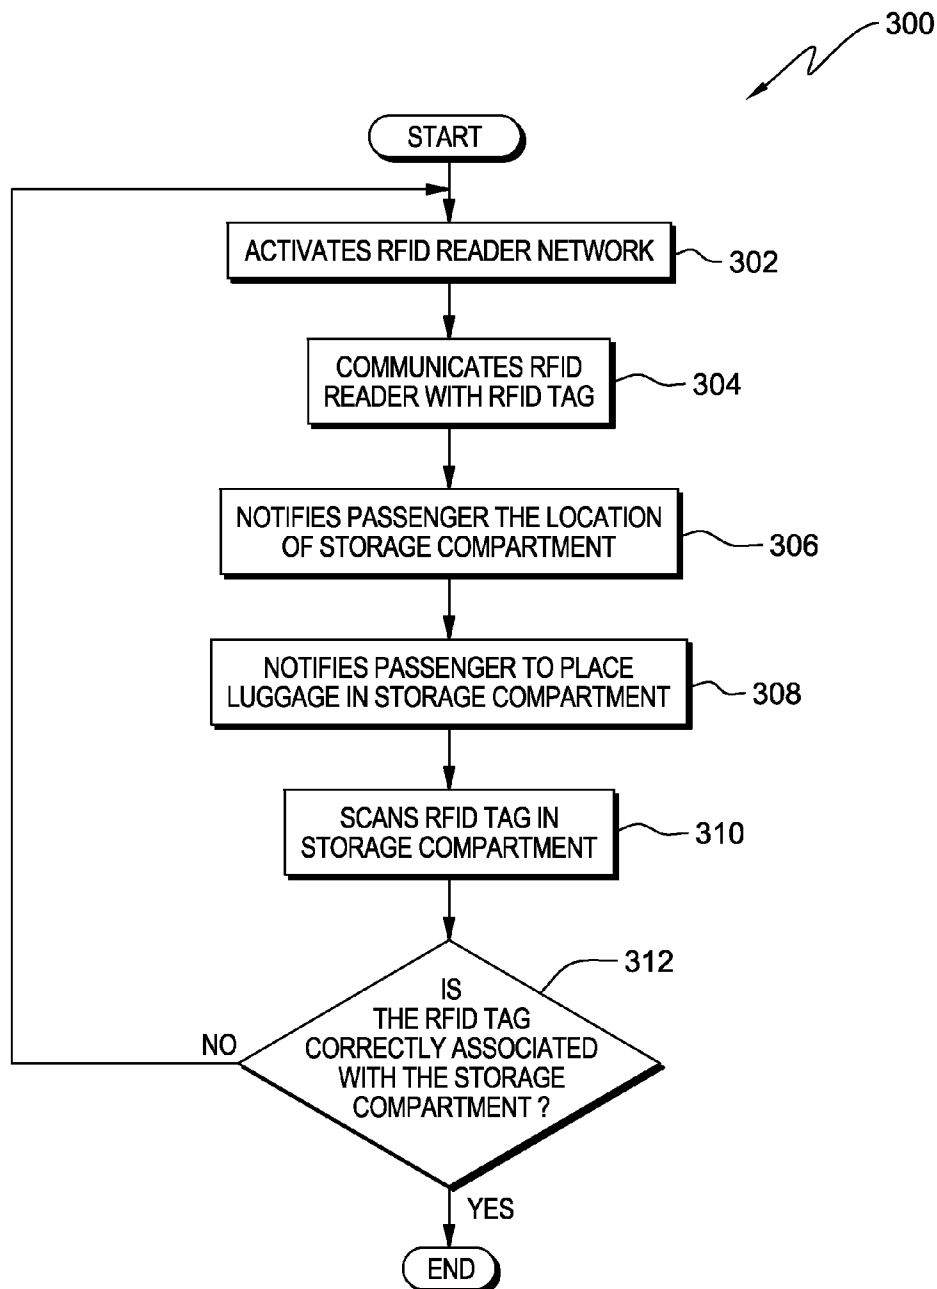 300
START
ACTIVATES RFID READER NETWORK
302
COMMUNICATES RFID
READER WITH RFID TAG
304
NOTIFIES PASSENGER THE LOCATION
OF STORAGE COMPARTMENT
306
NOTIFIES PASSENGER TO PLACE
LUGGAGE IN STORAGE COMPARTMENT
308
SCANS RFID TAG IN
STORAGE COMPARTMENT
310
312
IS
THE RFID TAG
CORRECTLY ASSOCIATED
WITH THE STORAGE
COMPARTMENT ?
NO
YES
END